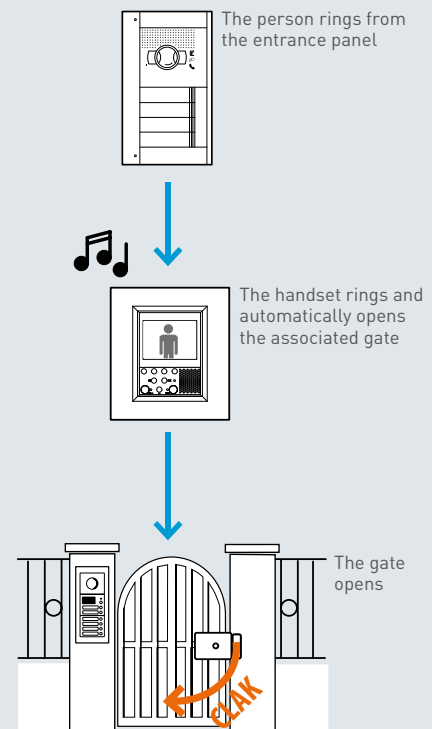 The person rings from
the entrance panel
The handset rings and
automatically opens
the associated gate
The gate
opens
CLAK